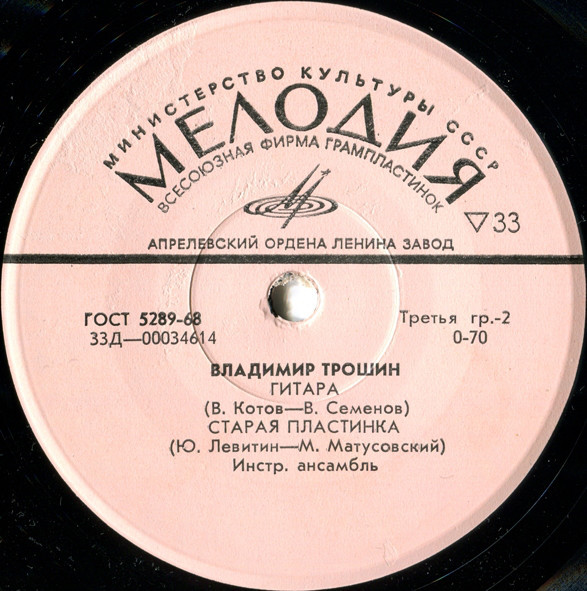 МИНИСТЕРСТВО КУЛЬТУРЫ СССР
МЕЛОДИЯ
ВСЕСОЮЗНАЯ ФИРМА ГРАМПЛАСТИНОК
▽33
АПРЕЛЕВСКИЙ ОРДЕНА ЛЕНИНА ЗАВОД
ГОСТ 5289-68
33Д—00034614
Третья гр.-2
0-70
ВЛАДИМИР ТРОШИН
ГИТАРА
(В. Котов—В. Семенов)
СТАРАЯ ПЛАСТИНКА
(Ю. Левитин—М. Матусовский)
Инстр. ансамбль